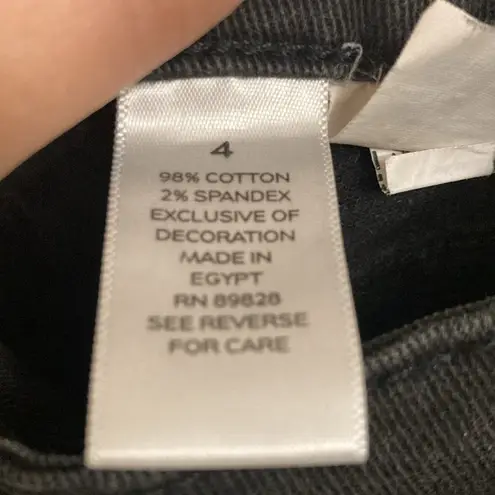 4
98% COTTON
2% SPANDEX
EXCLUSIVE OF
DECORATION
MADE IN
EGYPT
RN 89828
SEE REVERSE
FOR CARE